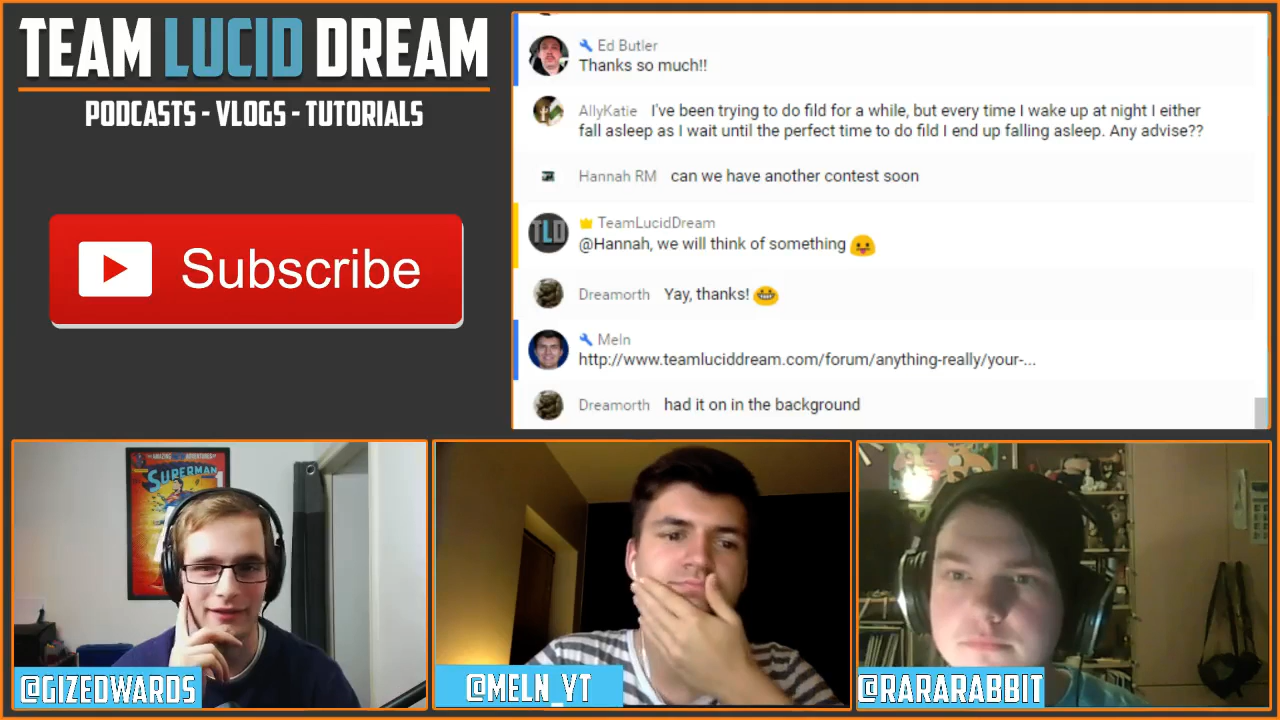 TEAM LUCID DREAM
PODCASTS - VLOGS - TUTORIALS
Subscribe
Ed Butler
Thanks so much!!
AllyKatie I've been trying to do fild for a while, but every time I wake up at night I either
fall asleep as I wait until the perfect time to do fild I end up falling asleep. Any advise??
Hannah RM can we have another contest soon
TLD
TeamLucidDream
@Hannah, we will think of something
Dreamorth Yay, thanks!
Meln
http://www.teamluciddream.com/forum/anything-really/your-...
Dreamorth had it on in the background
SUPERMAN
@GIZEDWARDS
@MELN_YT
@RARARABBIT